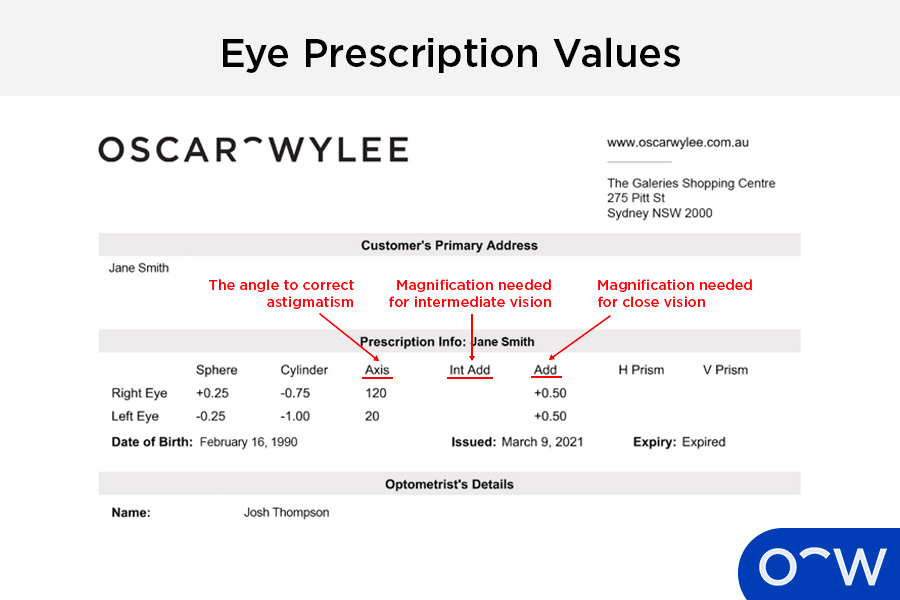 Eye Prescription Values
OSCAR WYLEE
www.oscarwylee.com.au
The Galeries Shopping Centre
275 Pitt St
Sydney NSW 2000
Customer's Primary Address
Jane Smith
The angle to correct
astigmatism
Magnification needed
for intermediate vision
Magnification needed
for close vision
Prescription Info: Jane Smith
Sphere Cylinder Axis Int Add Add H Prism V Prism
Right Eye +0.25 -0.75 120 +0.50
Left Eye -0.25 -1.00 20 +0.50
Date of Birth: February 16, 1990 Issued: March 9, 2021 Expiry: Expired
Optometrist's Details
Name: Josh Thompson
OW